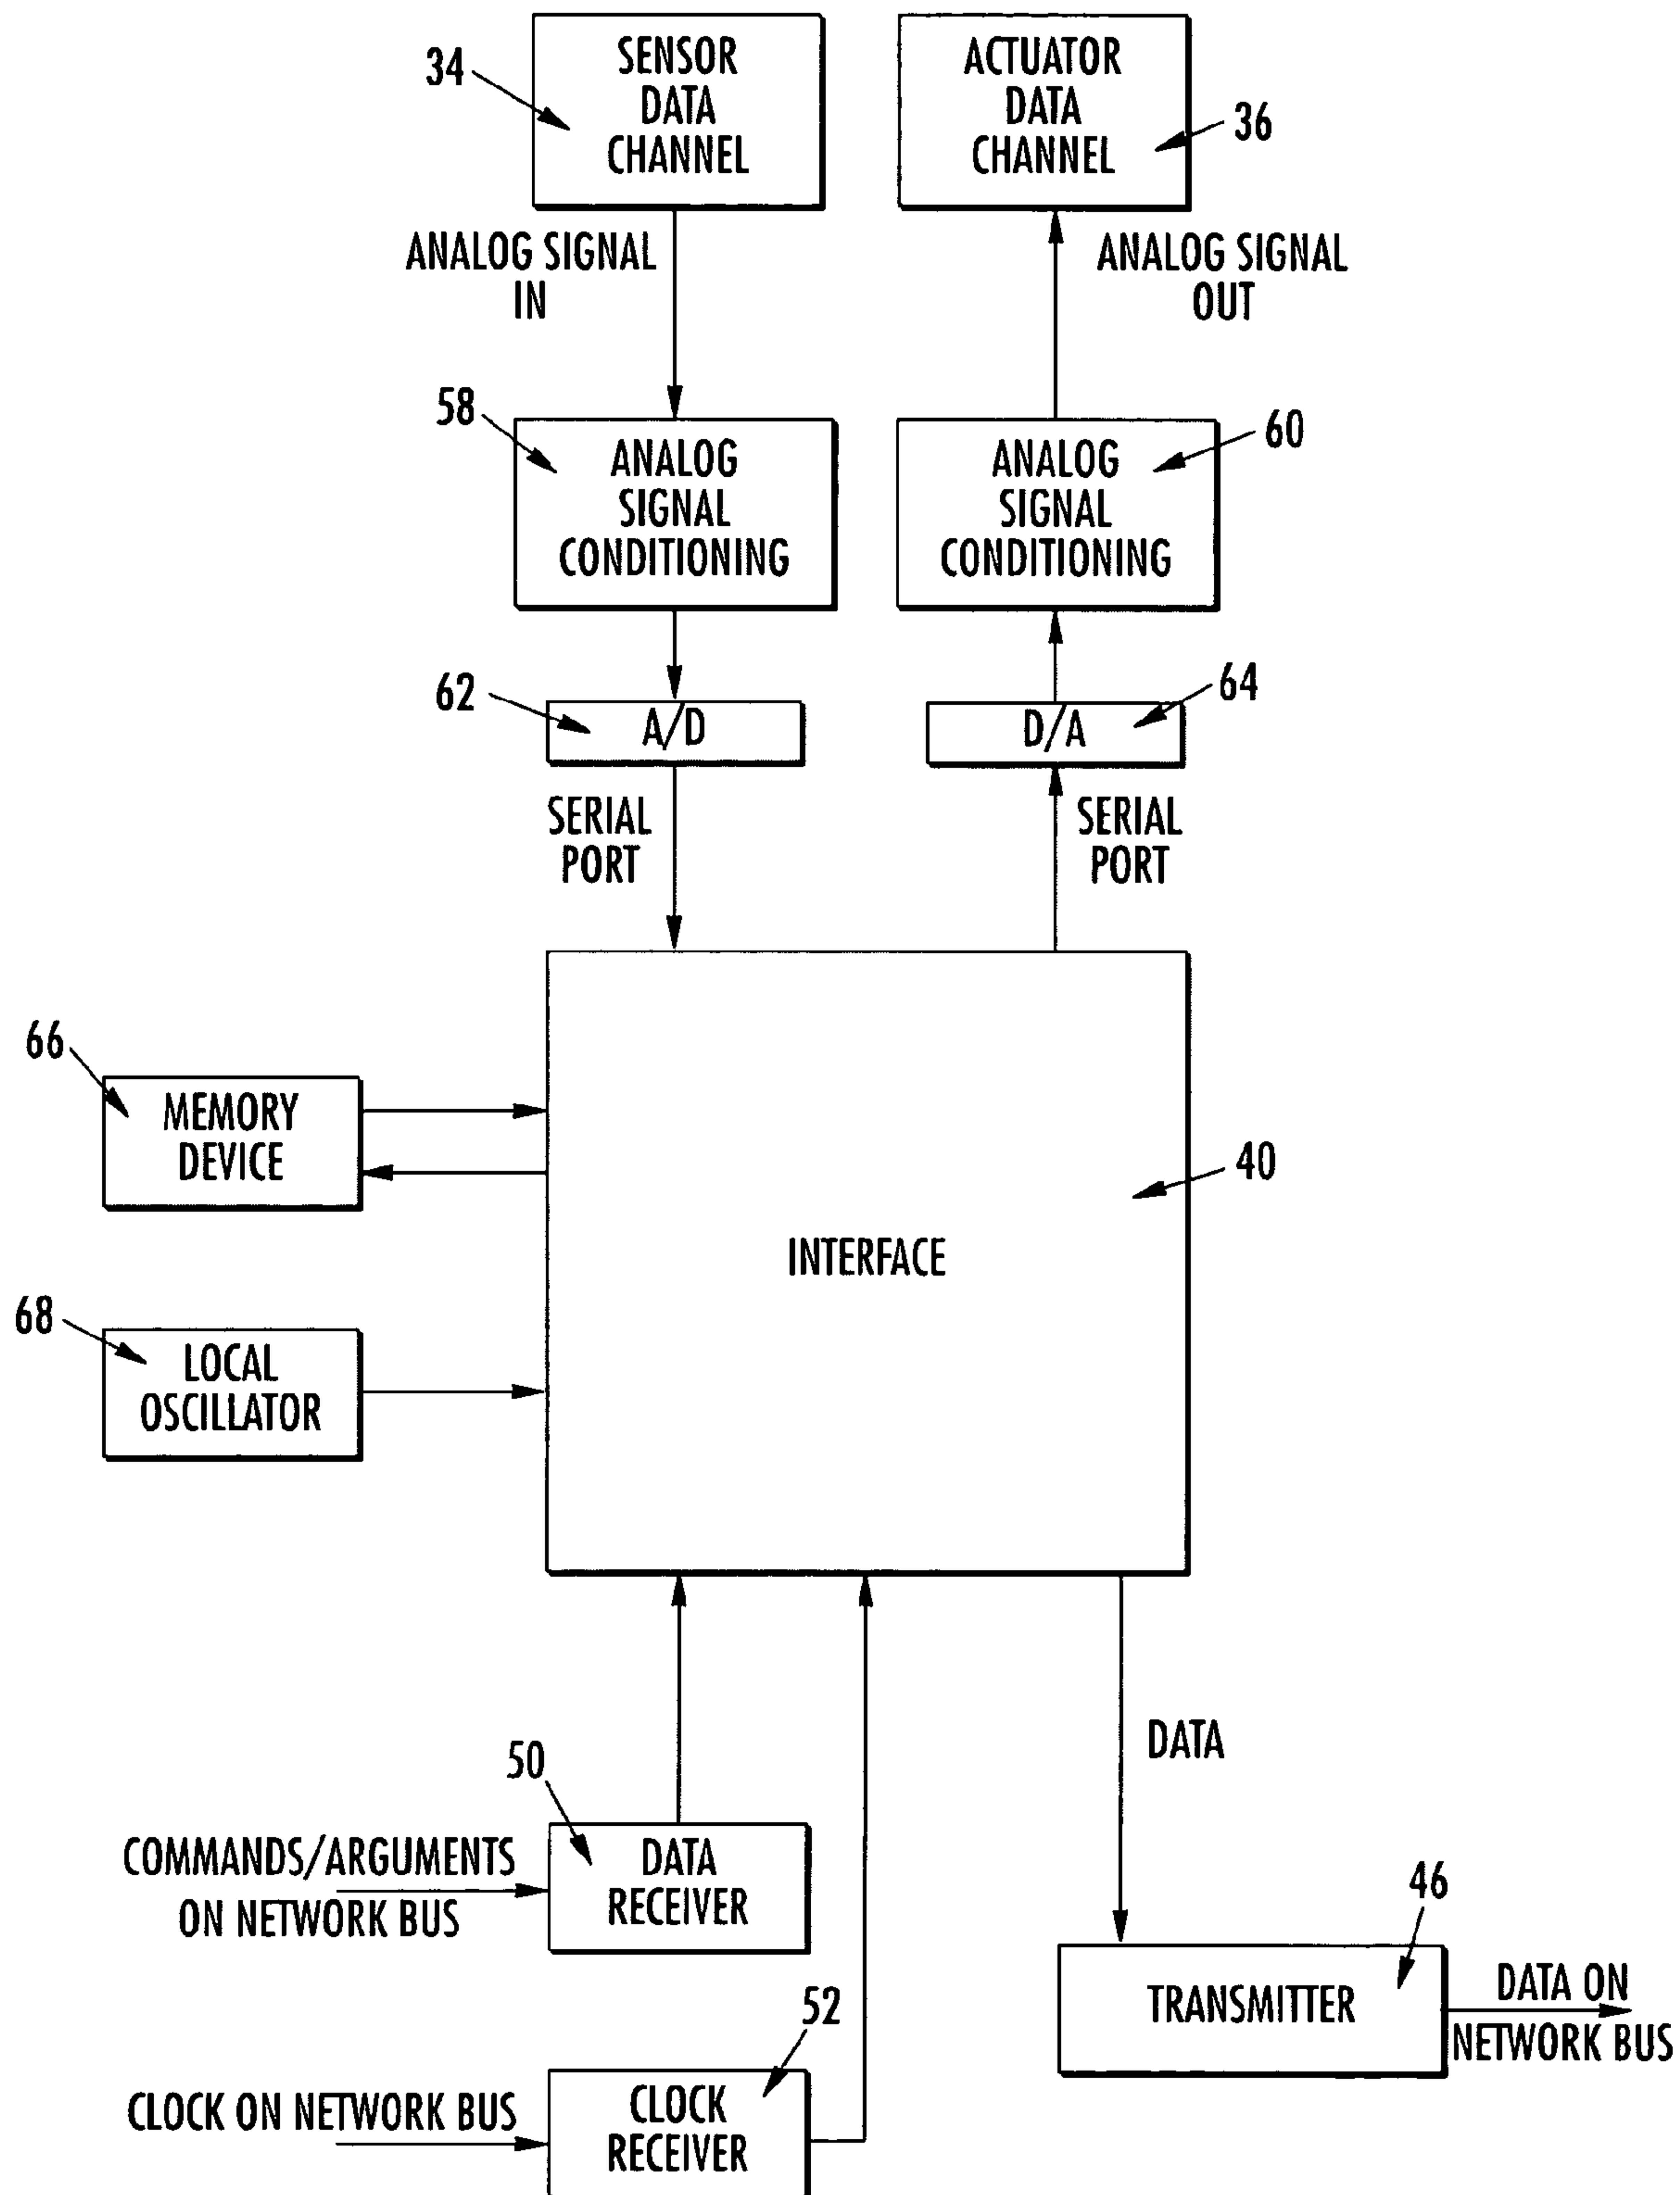 34
SENSOR
DATA
CHANNEL
ACTUATOR
DATA
CHANNEL
36
ANALOG SIGNAL
IN
ANALOG SIGNAL
OUT
58
ANALOG
SIGNAL
CONDITIONING
ANALOG
SIGNAL
CONDITIONING
60
62
A/D
D/A
64
SERIAL
PORT
SERIAL
PORT
66
MEMORY
DEVICE
40
INTERFACE
68
LOCAL
OSCILLATOR
DATA
50
COMMANDS/ARGUMENTS
ON NETWORK BUS
DATA
RECEIVER
46
TRANSMITTER
DATA ON
NETWORK BUS
52
CLOCK ON NETWORK BUS
CLOCK
RECEIVER